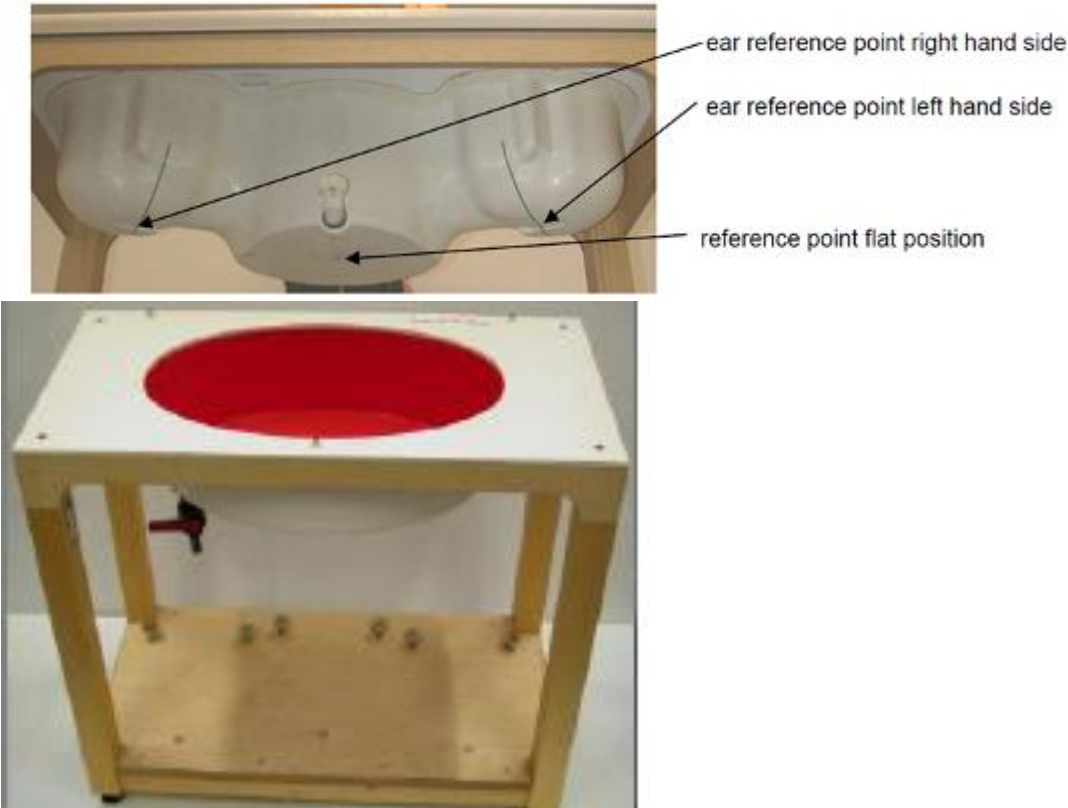 ear reference point right hand side
ear reference point left hand side
reference point flat position